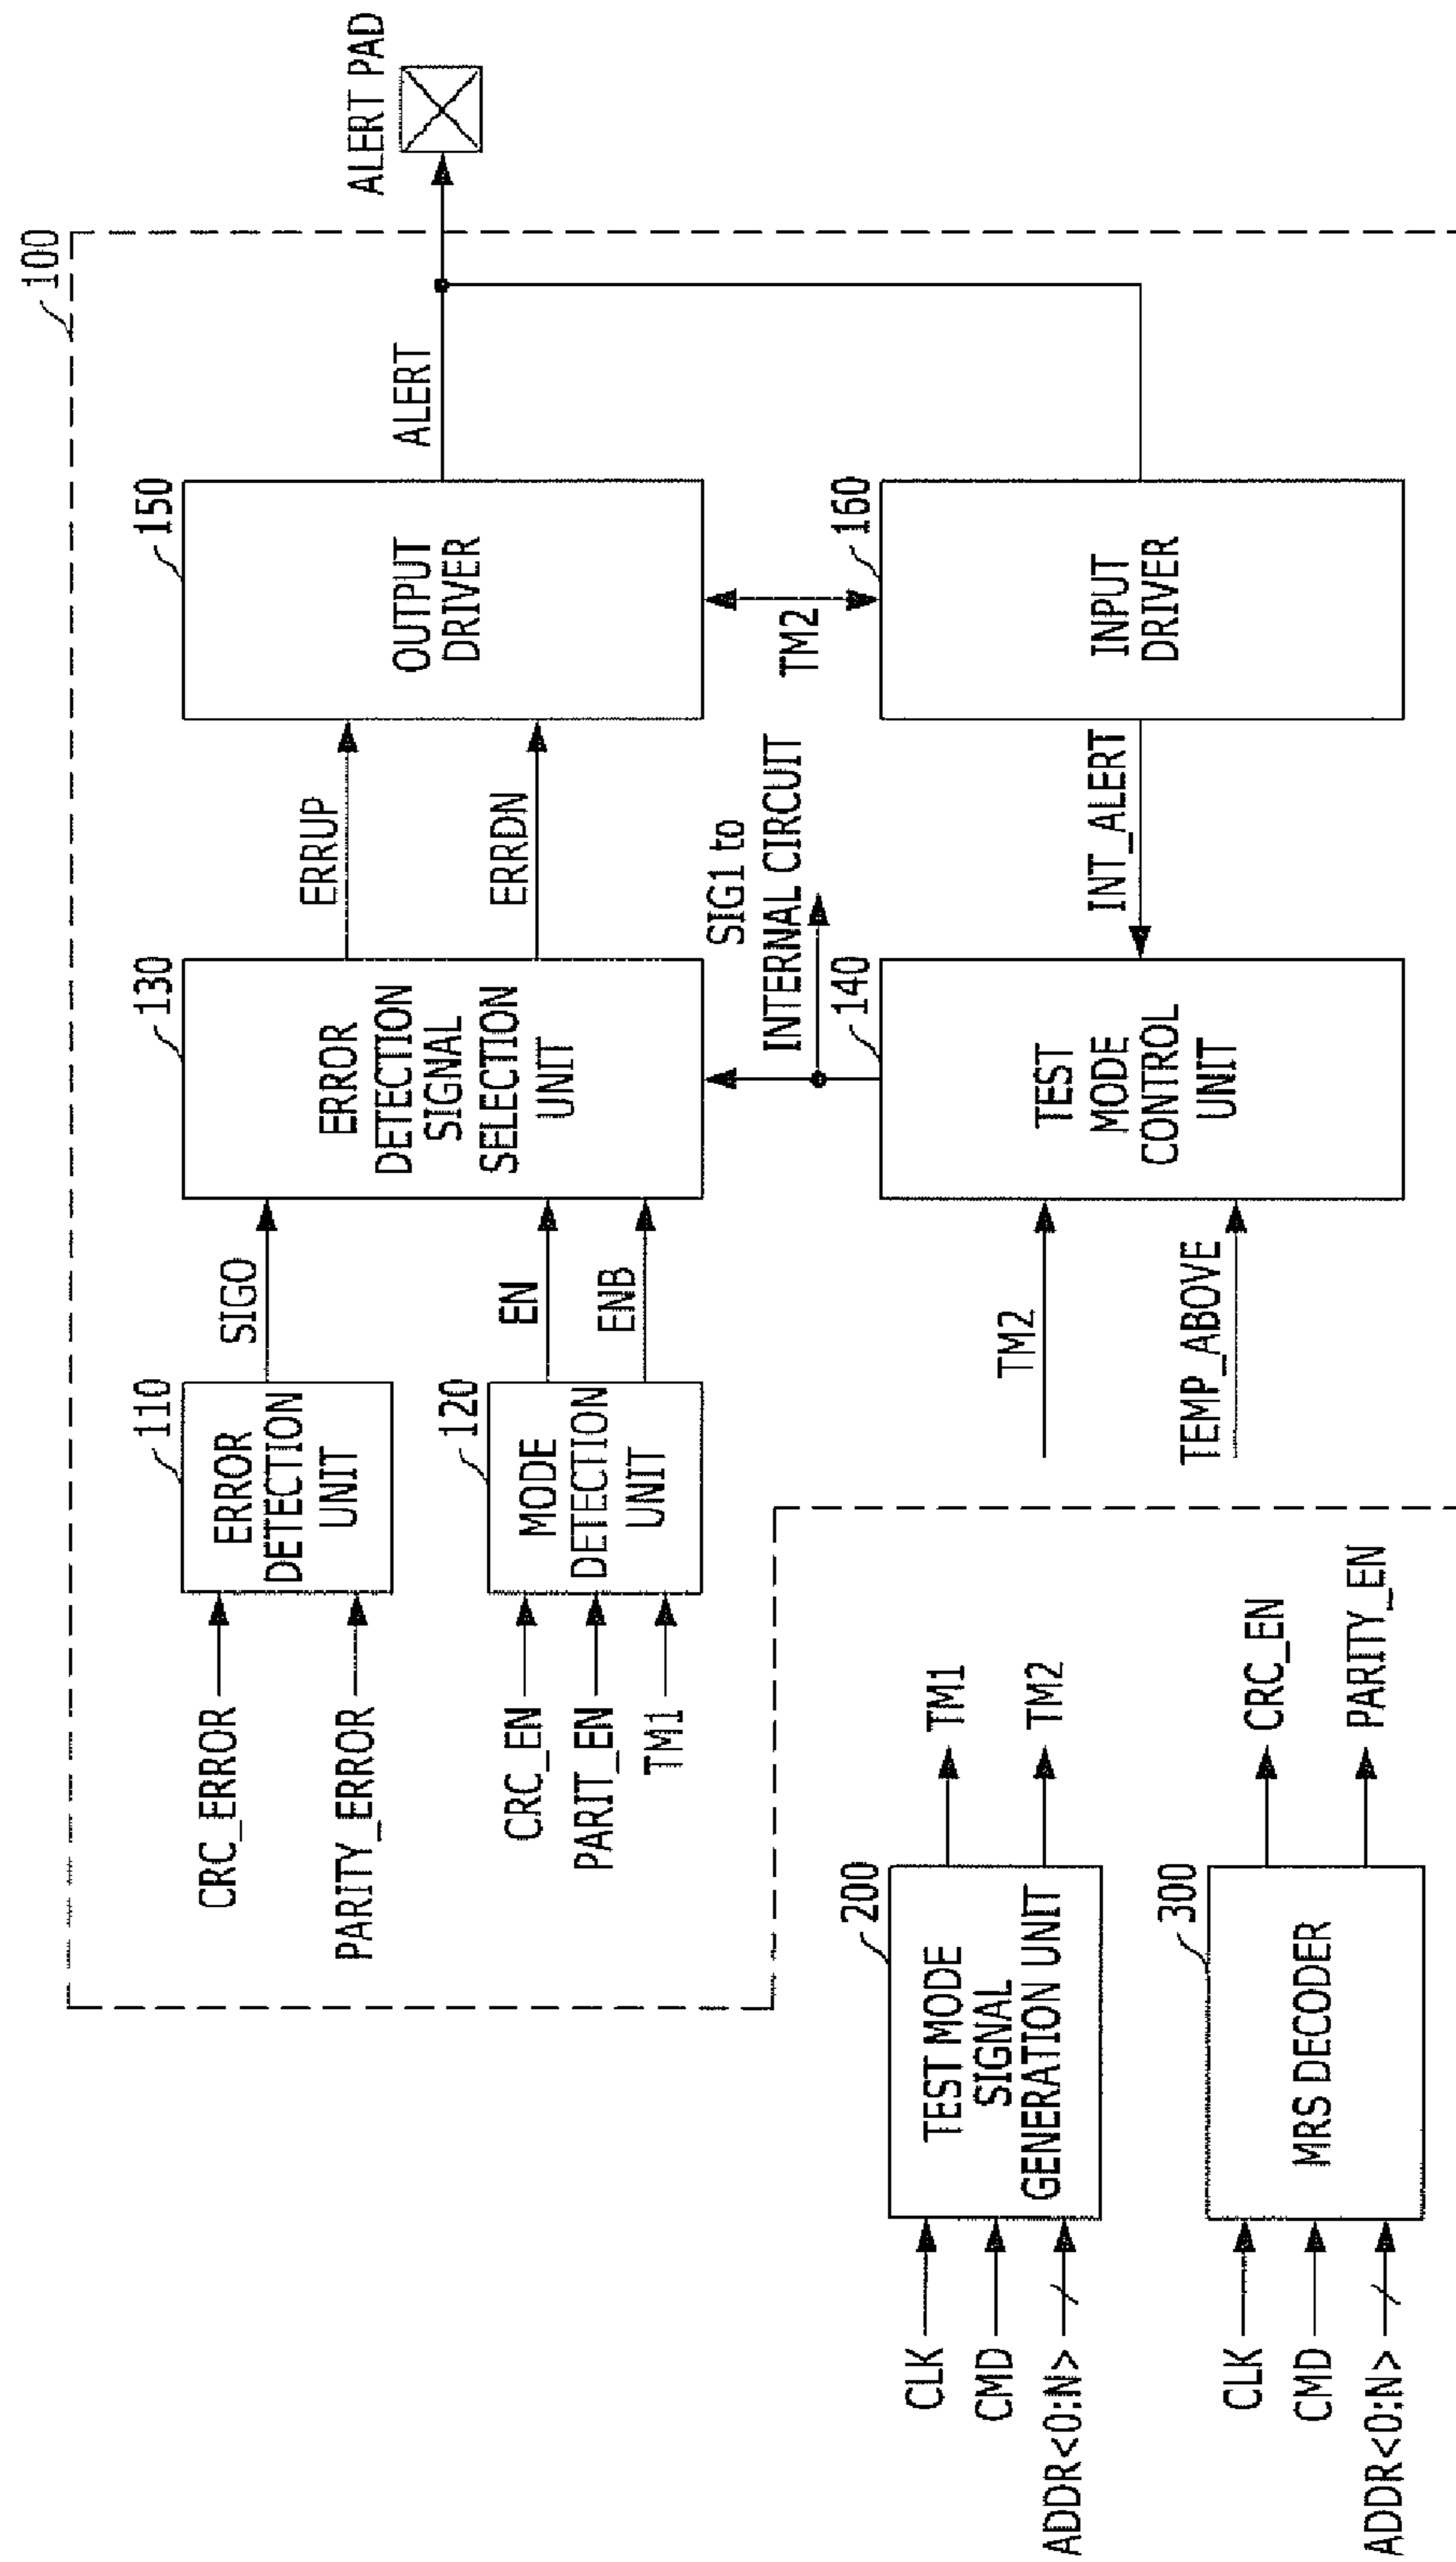 100
110
ERROR
DETECTION
UNIT
CRC_ERROR
PARITY_ERROR
SIG0
120
MODE
DETECTION
UNIT
CRC_EN
PARIT_EN
TM1
EN
ENB
130
ERROR
DETECTION
SIGNAL
SELECTION
UNIT
ERRUP
ERRDN
150
OUTPUT
DRIVER
ALERT
ALERT PAD
TM2
SIG1 to
INTERNAL CIRCUIT
140
TEST
MODE
CONTROL
UNIT
TM2
TEMP_ABOVE
INT_ALERT
160
INPUT
DRIVER
200
TEST MODE
SIGNAL
GENERATION UNIT
CLK
CMD
ADDR<0:N>
TM1
TM2
300
MRS DECODER
CLK
CMD
ADDR<0:N>
CRC_EN
PARITY_EN